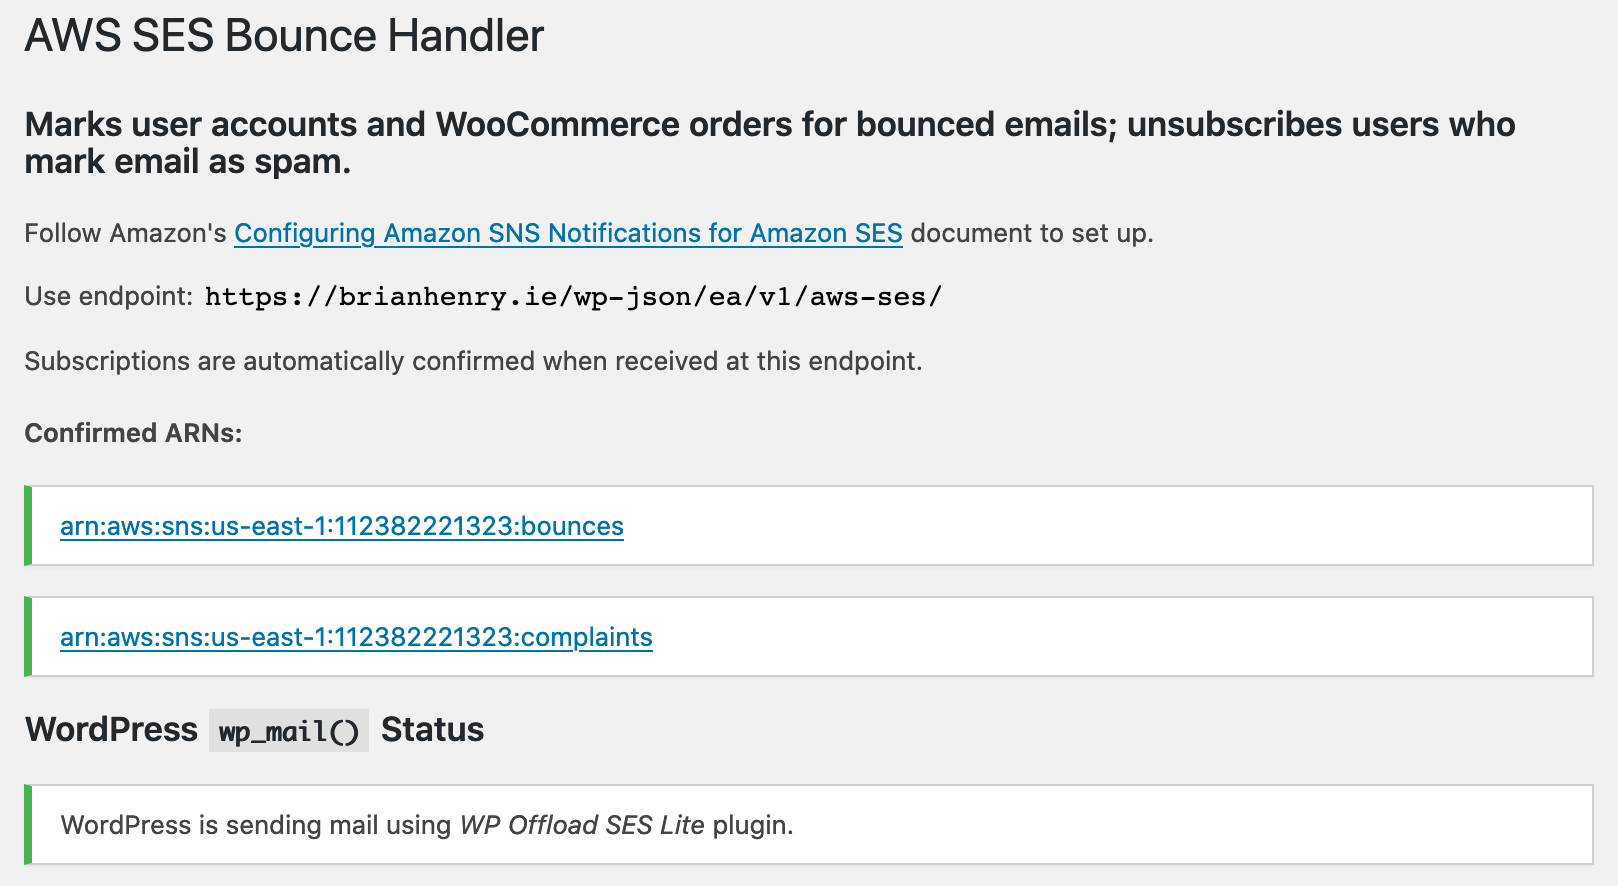 AWS SES Bounce Handler
Marks user accounts and WooCommerce orders for bounced emails; unsubscribes users who
mark email as spam.
Follow Amazon's Configuring Amazon SNS Notifications for Amazon SES document to set up.
Use endpoint: https://brianhenry.ie/wp-json/ea/v1/aws-ses/
Subscriptions are automatically confirmed when received at this endpoint.
Confirmed ARNs:
arn:aws:sns:us-east-1:112382221323:bounces
arn:aws:sns:us-east-1:112382221323:complaints
WordPress wp_mail() Status
WordPress is sending mail using WP Offload SES Lite plugin.